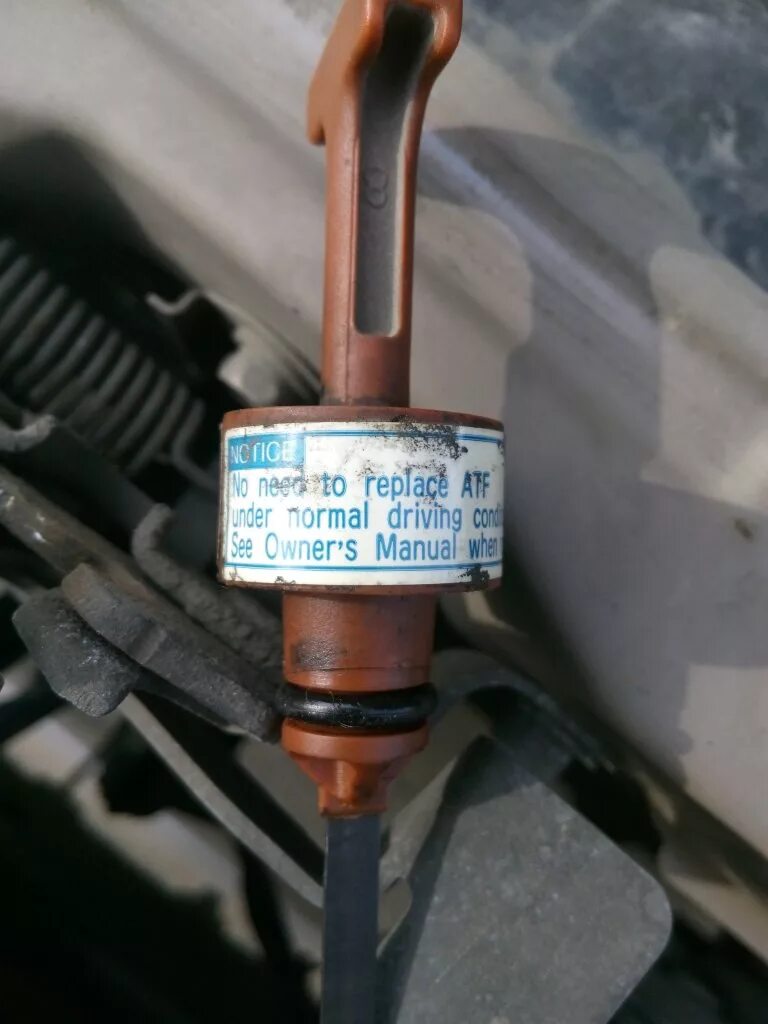 NOTICE
No need to replace ATF
under normal driving
See Owner's Manual when